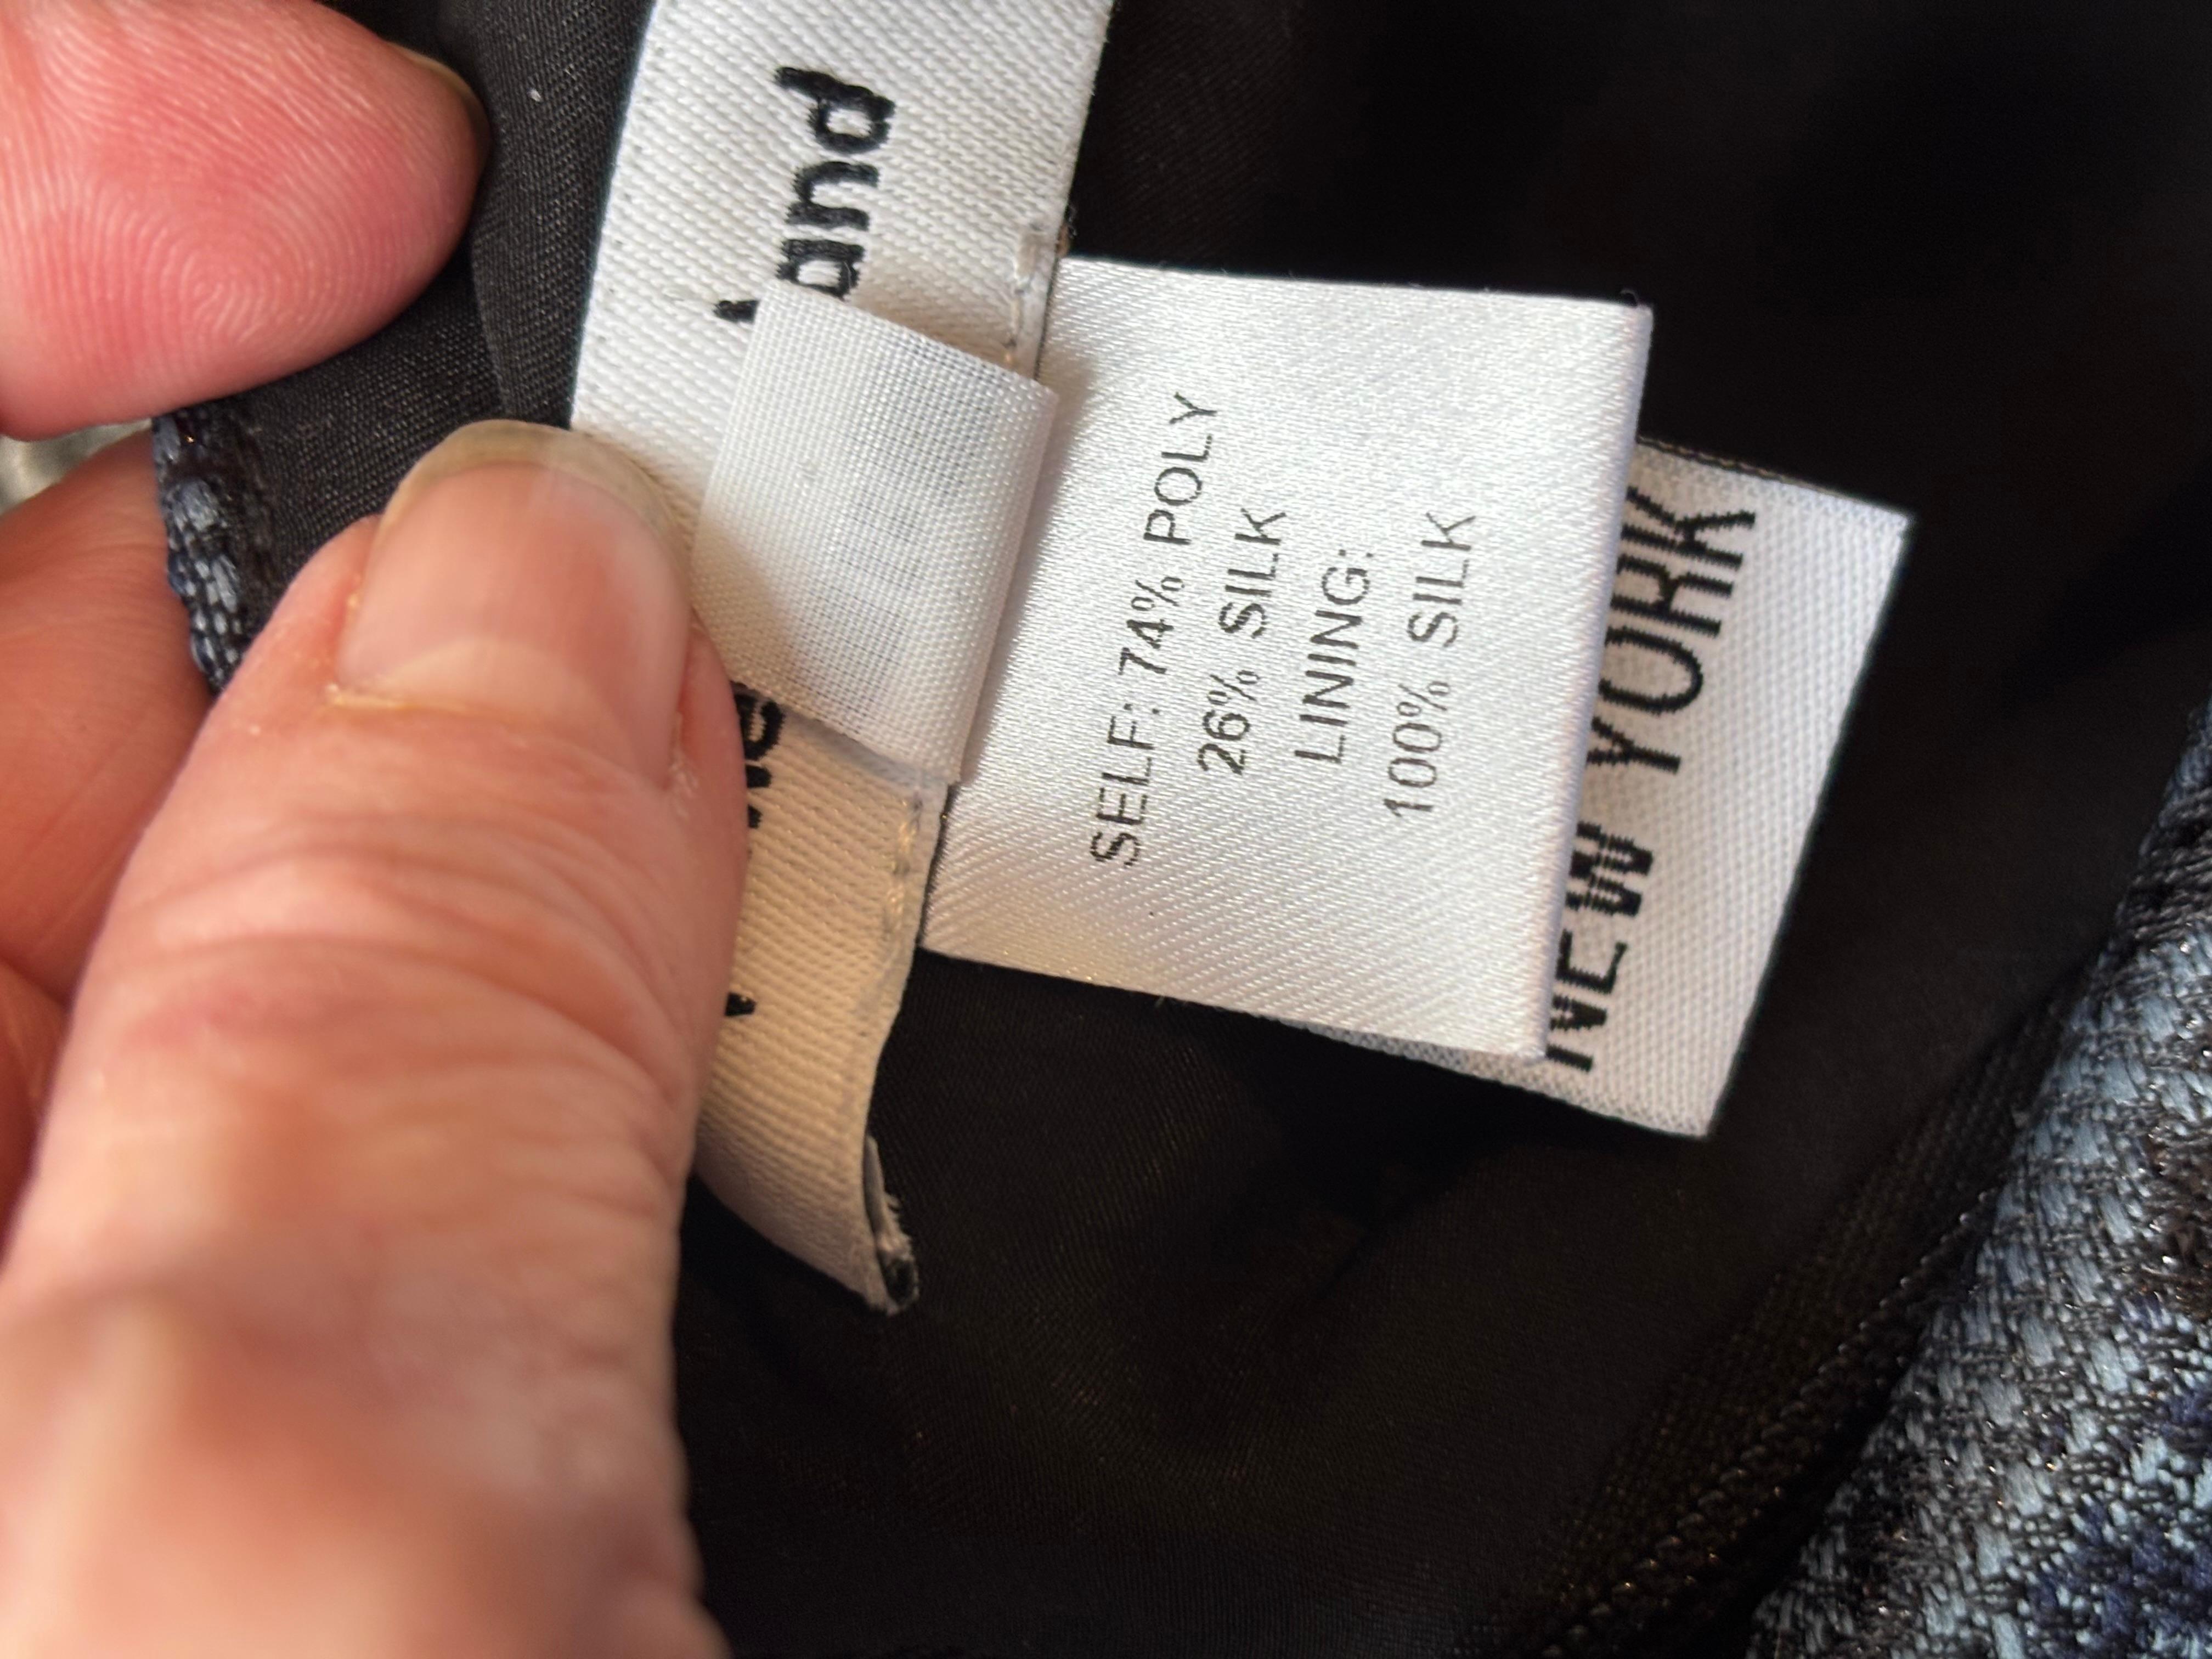 and
SELF: 74% POLY
26% SILK
LINING:
100% SILK
NEW YORK